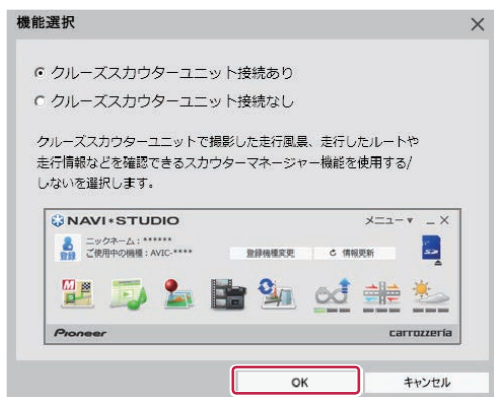 機能選択
クルーズスカウターユニット接続あり
クルーズスカウターユニット接続なし
クルーズスカウターユニットで撮影した走行風景、走行したルートや
走行情報などを確認できるスカウターマネージャー機能を使用する/
しないを選択します。
NAVI*STUDIO
メニュー
登録
ニックネーム:******
ご使用中の機種:AVIC-****
登録機種変更
情報更新
Pioneer
carrozzeria
OK
キャンセル